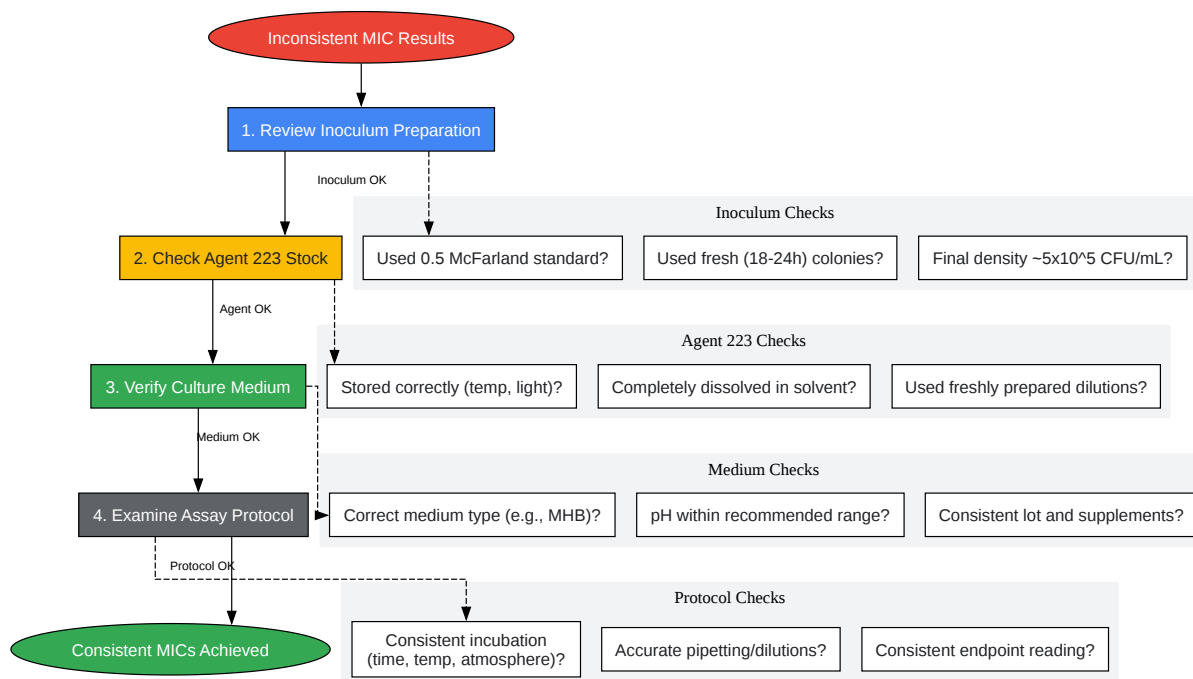 Inconsistent MIC Results
1. Review Inoculum Preparation
Inoculum OK
Inoculum Checks
2. Check Agent 223 Stock
Used 0.5 McFarland standard?
Used fresh (18-24h) colonies?
Final density ~5x10^5 CFU/mL?
Agent OK
Agent 223 Checks
3. Verify Culture Medium
Stored correctly (temp, light)?
Completely dissolved in solvent?
Used freshly prepared dilutions?
Medium OK
Medium Checks
4. Examine Assay Protocol
Correct medium type (e.g., MHB)?
pH within recommended range?
Consistent lot and supplements?
Protocol OK
Protocol Checks
Consistent MICs Achieved
Consistent incubation
(time, temp, atmosphere)?
Accurate pipetting/dilutions?
Consistent endpoint reading?